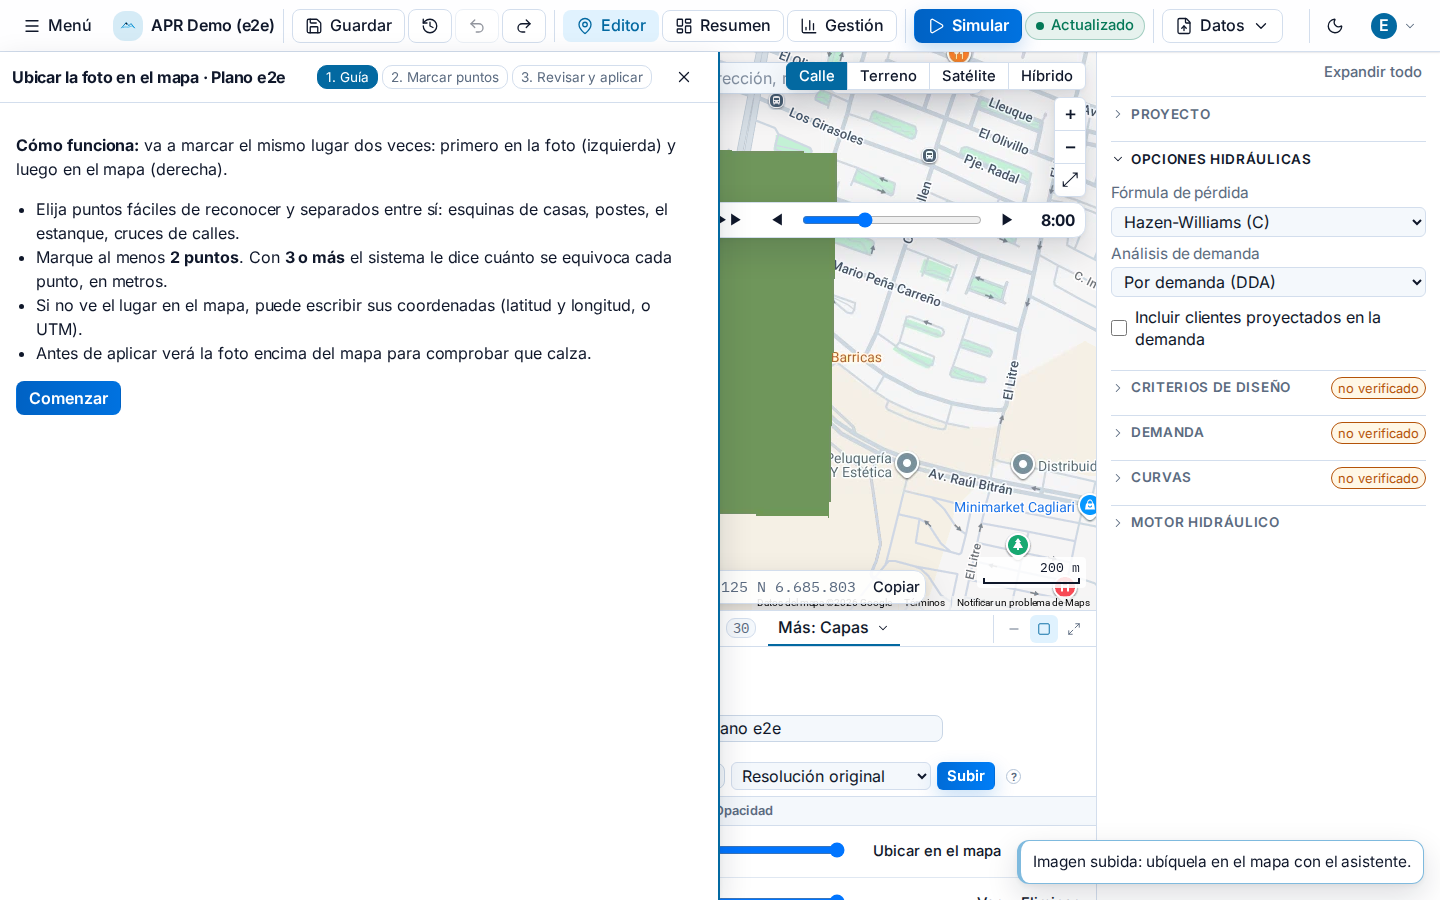 Menú
APR Demo (e2e)
Guardar
Editor
Resumen
Gestión
Simular
Actualizado
Datos
E
Ubicar la foto en el mapa · Plano e2e
1. Guía
2. Marcar puntos
3. Revisar y aplicar
Cómo funciona: va a marcar el mismo lugar dos veces: primero en la foto (izquierda) y
luego en el mapa (derecha).
• Elija puntos fáciles de reconocer y separados entre sí: esquinas de casas, postes, el
estanque, cruces de calles.
• Marque al menos 2 puntos. Con 3 o más el sistema le dice cuánto se equivoca cada
punto, en metros.
• Si no ve el lugar en el mapa, puede escribir sus coordenadas (latitud y longitud, o
UTM).
• Antes de aplicar verá la foto encima del mapa para comprobar que calza.
Comenzar
Calle
Terreno
Satélite
Híbrido
Lleuque
Los Girasoles
El Olivillo
Pje. Radal
+
−
8:00
Mario Peña Carreño
C. In
Barricas
El Litre
Peluquería
Y Estética
Distribuid
Av. Raúl Bitrán
Minimarket Cagliari
El Litre
200 m
125 N 6.685.803
Copiar
Datos del mapa ©2026 Google
Términos
Notificar un problema de Maps
30
Más: Capas
ano e2e
Resolución original
Subir
?
Opacidad
Ubicar en el mapa
Expandir todo
PROYECTO
OPCIONES HIDRÁULICAS
Fórmula de pérdida
Hazen-Williams (C)
Análisis de demanda
Por demanda (DDA)
Incluir clientes proyectados en la
demanda
CRITERIOS DE DISEÑO
no verificado
DEMANDA
no verificado
CURVAS
no verificado
MOTOR HIDRÁULICO
Imagen subida: ubíquela en el mapa con el asistente.